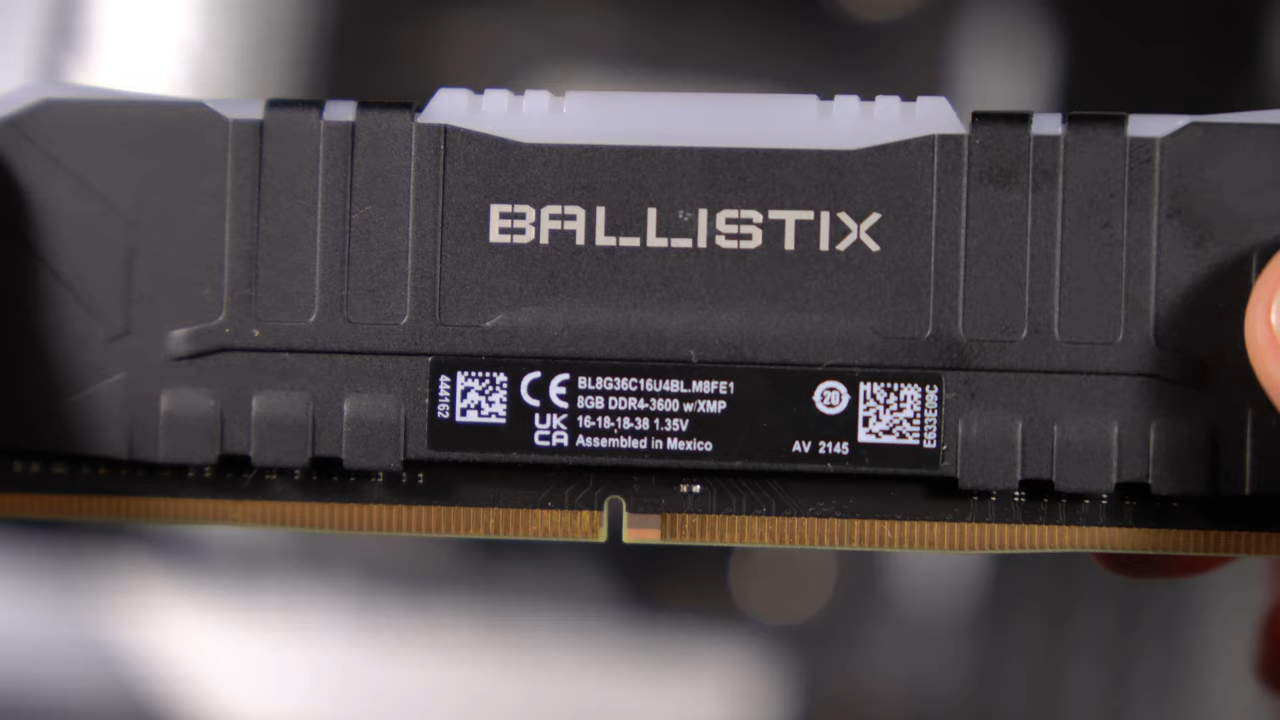 BALLISTIX
444162
CE
UK
CA
BL8G36C16U4BL.M8FE1
8GB DDR4-3600 w/XMP
16-18-18-38 1.35V
Assembled in Mexico
20
AV 2145
E633E09C